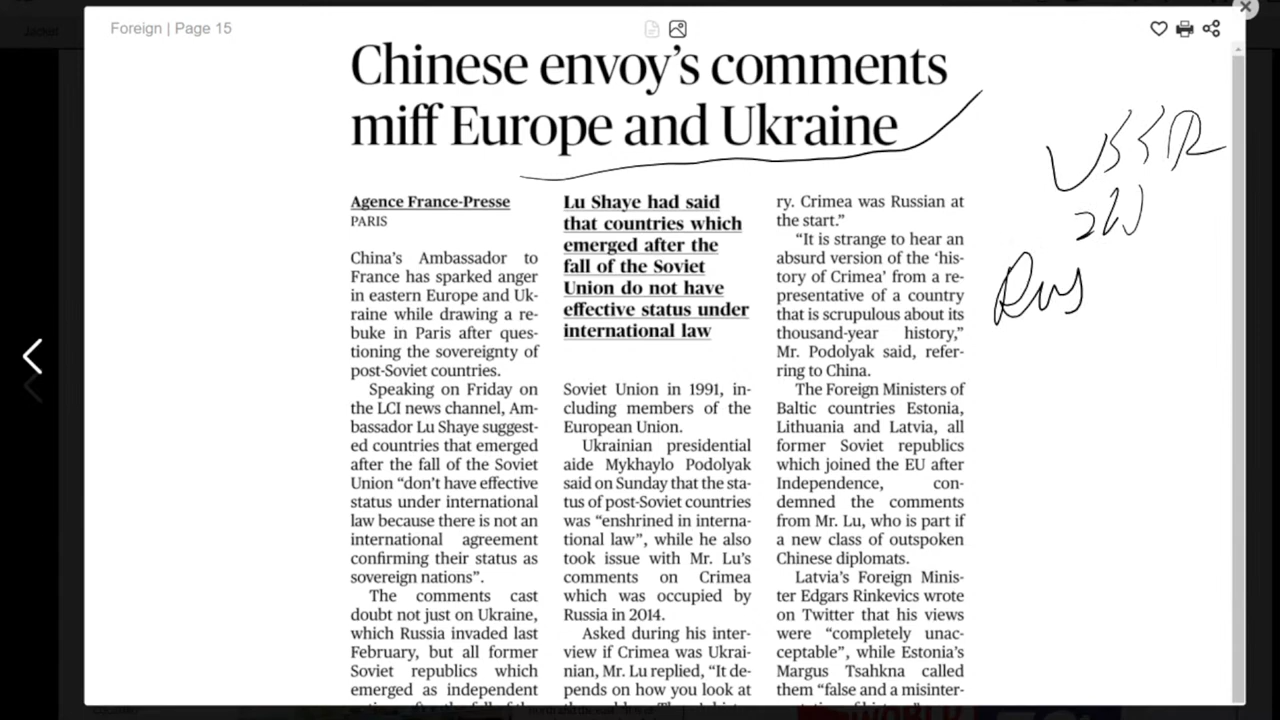 Foreign | Page 15
Chinese envoy's comments
miff Europe and Ukraine
Agence France-Presse
PARIS
China's Ambassador to
France has sparked anger
in eastern Europe and Uk-
raine while drawing a re-
buke in Paris after ques-
tioning the sovereignty of
post-Soviet countries.
Speaking on Friday on
the LCI news channel, Am-
bassador Lu Shaye suggest-
ed countries that emerged
after the fall of the Soviet
Union “don't have effective
status under international
law because there is not an
international agreement
confirming their status as
sovereign nations”.
The comments cast
doubt not just on Ukraine,
which Russia invaded last
February, but all former
Soviet republics which
emerged as independent
Lu Shaye had said
that countries which
emerged after the
fall of the Soviet
Union do not have
effective status under
international law
Soviet Union in 1991, in-
cluding members of the
European Union.
Ukrainian presidential
aide Mykhaylo Podolyak
said on Sunday that the sta-
tus of post-Soviet countries
was “enshrined in interna-
tional law”, while he also
took issue with Mr. Lu's
comments on Crimea
which was occupied by
Russia in 2014.
Asked during his inter-
view if Crimea was Ukrai-
nian, Mr. Lu replied, “It de-
pends on how you look at
ry. Crimea was Russian at
the start.”
“It is strange to hear an
absurd version of the ‘his-
tory of Crimea’ from a re-
presentative of a country
that is scrupulous about its
thousand-year history,”
Mr. Podolyak said, refer-
ring to China.
The Foreign Ministers of
Baltic countries Estonia,
Lithuania and Latvia, all
former Soviet republics
which joined the EU after
Independence, con-
demned the comments
from Mr. Lu, who is part if
a new class of outspoken
Chinese diplomats.
Latvia's Foreign Minis-
ter Edgars Rinkevics wrote
on Twitter that his views
were “completely unac-
ceptable”, while Estonia's
Margus Tsahkna called
them “false and a misinter-
USSR
Rus